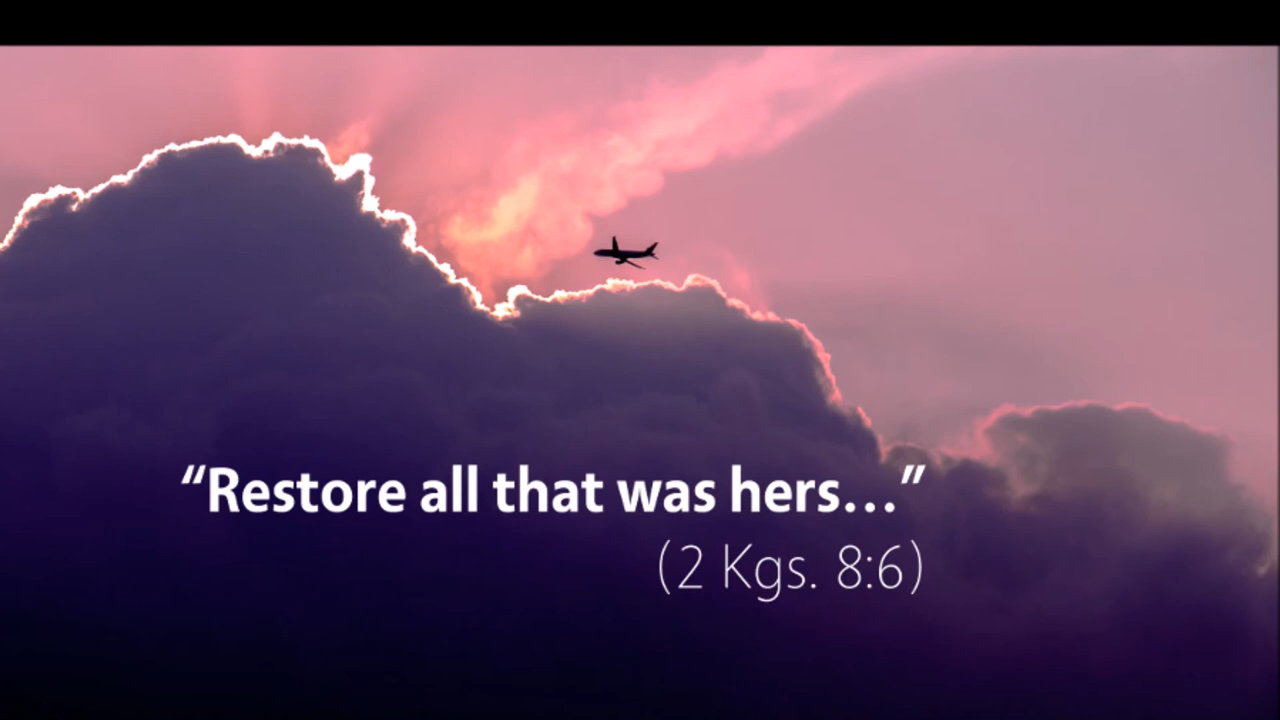 “Restore all that was hers...”
(2 Kgs. 8:6)